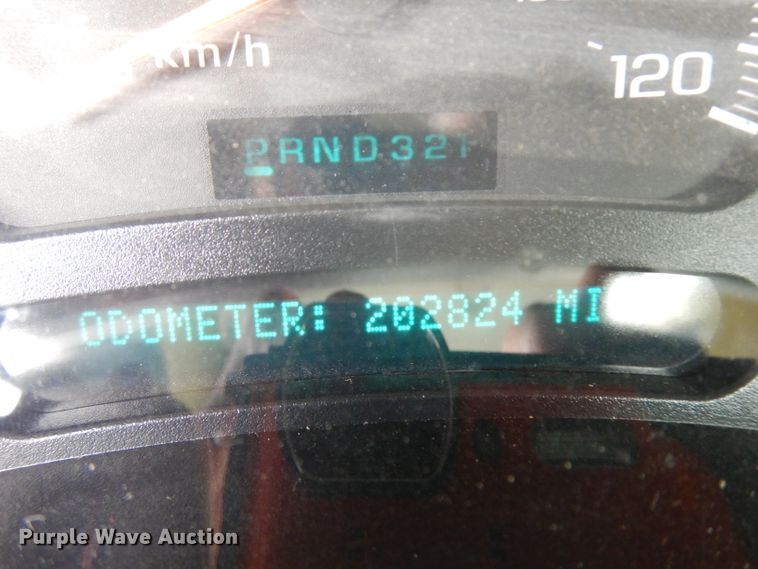 km/h
120
PRND321
ODOMETER: 202824 MI
Purple Wave Auction®